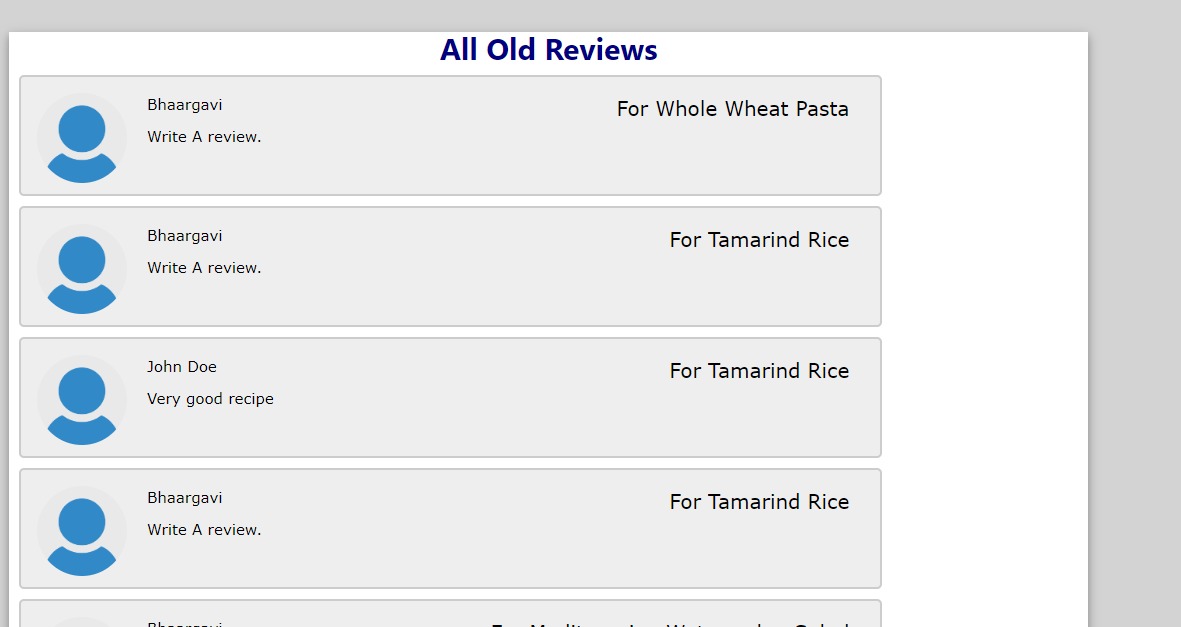 All Old Reviews
Bhaargavi
For Whole Wheat Pasta
Write A review.
Bhaargavi
For Tamarind Rice
Write A review.
John Doe
For Tamarind Rice
Very good recipe
Bhaargavi
For Tamarind Rice
Write A review.
Bhaargavi